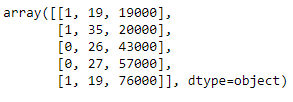 array([[1, 19, 19000],
[1, 35, 20000],
[0, 26, 43000],
[0, 27, 57000],
[1, 19, 76000]], dtype=object)